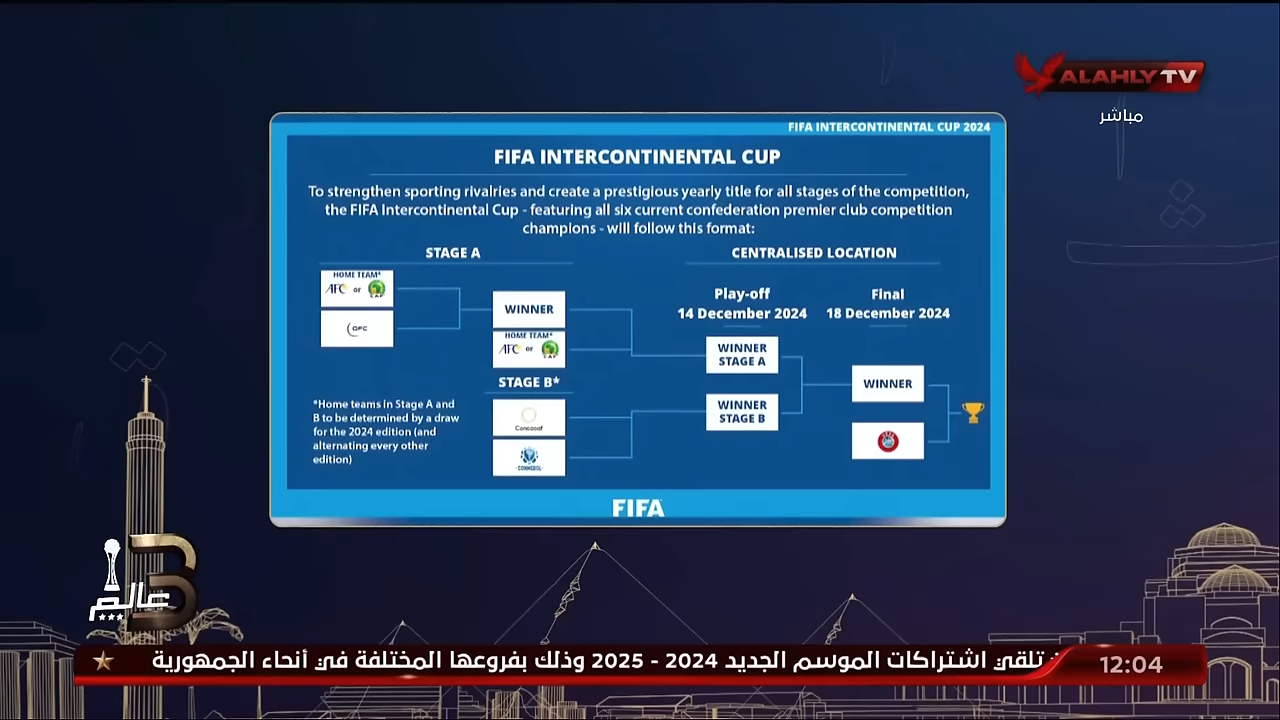 ALAHLY TV
مباشر
FIFA INTERCONTINENTAL CUP 2024
FIFA INTERCONTINENTAL CUP
To strengthen sporting rivalries and create a prestigious yearly title for all stages of the competition,
the FIFA Intercontinental Cup - featuring all six current confederation premier club competition
champions - will follow this format:
STAGE A
HOME TEAM*
AFC or CAF
OFC
WINNER
HOME TEAM*
AFC or CAF
STAGE B*
Concacaf
CONMEBOL
*Home teams in Stage A and
B to be determined by a draw
for the 2024 edition (and
alternating every other
edition)
CENTRALISED LOCATION
Play-off
14 December 2024
Final
18 December 2024
WINNER
STAGE A
WINNER
STAGE B
WINNER
FIFA
3
عالم
تلقي اشتراكات الموسم الجديد 2024 - 2025 وذلك بفروعها المختلفة في أنحاء الجمهورية
12:04